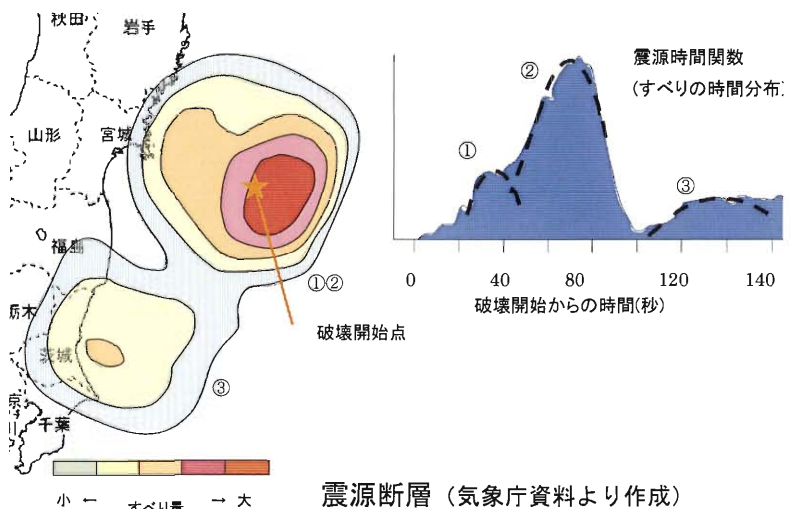 秋田
岩手
山形
宮城
福島
栃木
茨城
千葉
①②
破壊開始点
③
小 ← すべり量 → 大
①
②
③
震源時間関数
(すべりの時間分布)
0 40 80 120 140
破壊開始からの時間(秒)
震源断層 (気象庁資料より作成)